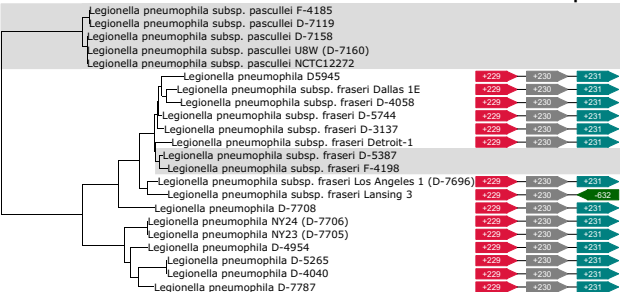 Legionella pneumophila subsp. pascullei F-4185
Legionella pneumophila subsp. pascullei D-7119
Legionella pneumophila subsp. pascullei D-7158
Legionella pneumophila subsp. pascullei U8W (D-7160)
Legionella pneumophila subsp. pascullei NCTC12272
Legionella pneumophila D5945 +229 +230 +231
Legionella pneumophila subsp. fraseri Dallas 1E +229 +230 +231
Legionella pneumophila subsp. fraseri D-4058 +229 +230 +231
Legionella pneumophila subsp. fraseri D-5744 +229 +230 +231
Legionella pneumophila subsp. fraseri D-3137 +229 +230 +231
Legionella pneumophila subsp. fraseri Detroit-1 +229 +230 +231
Legionella pneumophila subsp. fraseri D-5387
Legionella pneumophila subsp. fraseri F-4198
Legionella pneumophila subsp. fraseri Los Angeles 1 (D-7696) +229 +230 +231
Legionella pneumophila subsp. fraseri Lansing 3 +229 +230 -632
Legionella pneumophila D-7708 +229 +230 +231
Legionella pneumophila NY24 (D-7706) +229 +230 +231
Legionella pneumophila NY23 (D-7705) +229 +230 +231
Legionella pneumophila D-4954 +229 +230 +231
Legionella pneumophila D-5265 +229 +230 +231
Legionella pneumophila D-4040 +229 +230 +231
Legionella pneumophila D-7787 +229 +230 +231